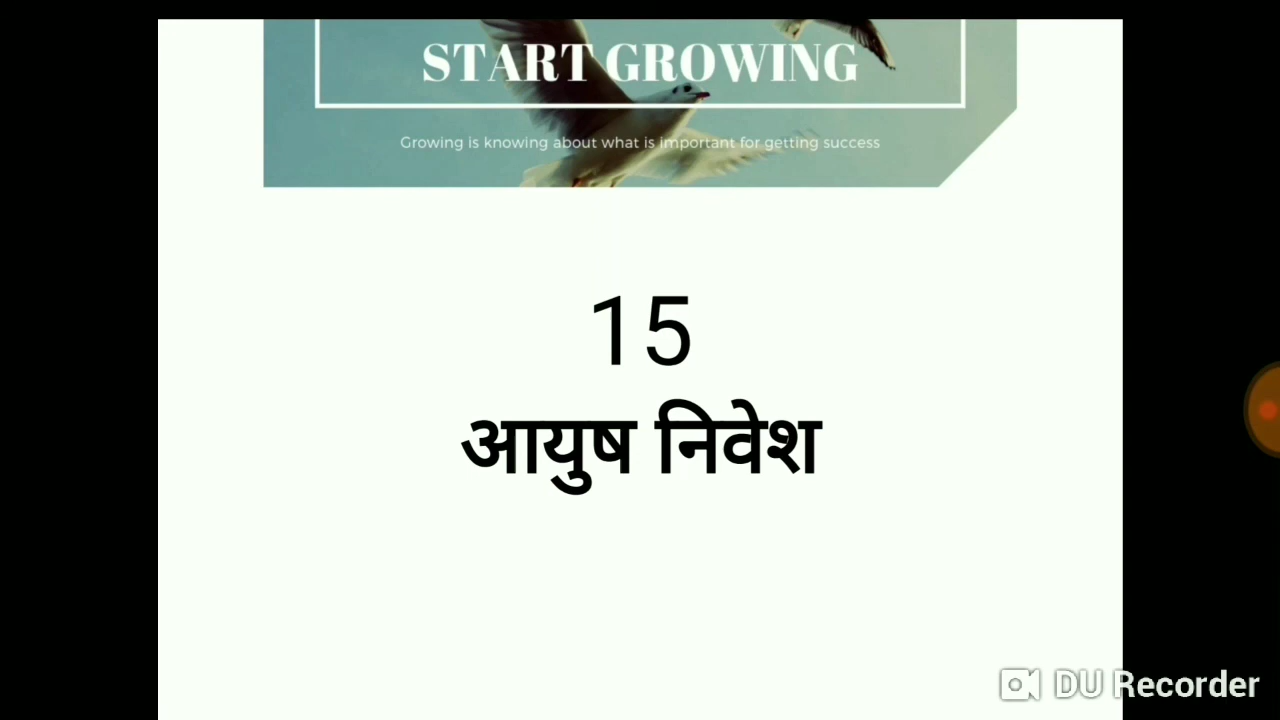 START GROWING
Growing is knowing about what is important for getting success
15
आयुष निवेश
DU Recorder